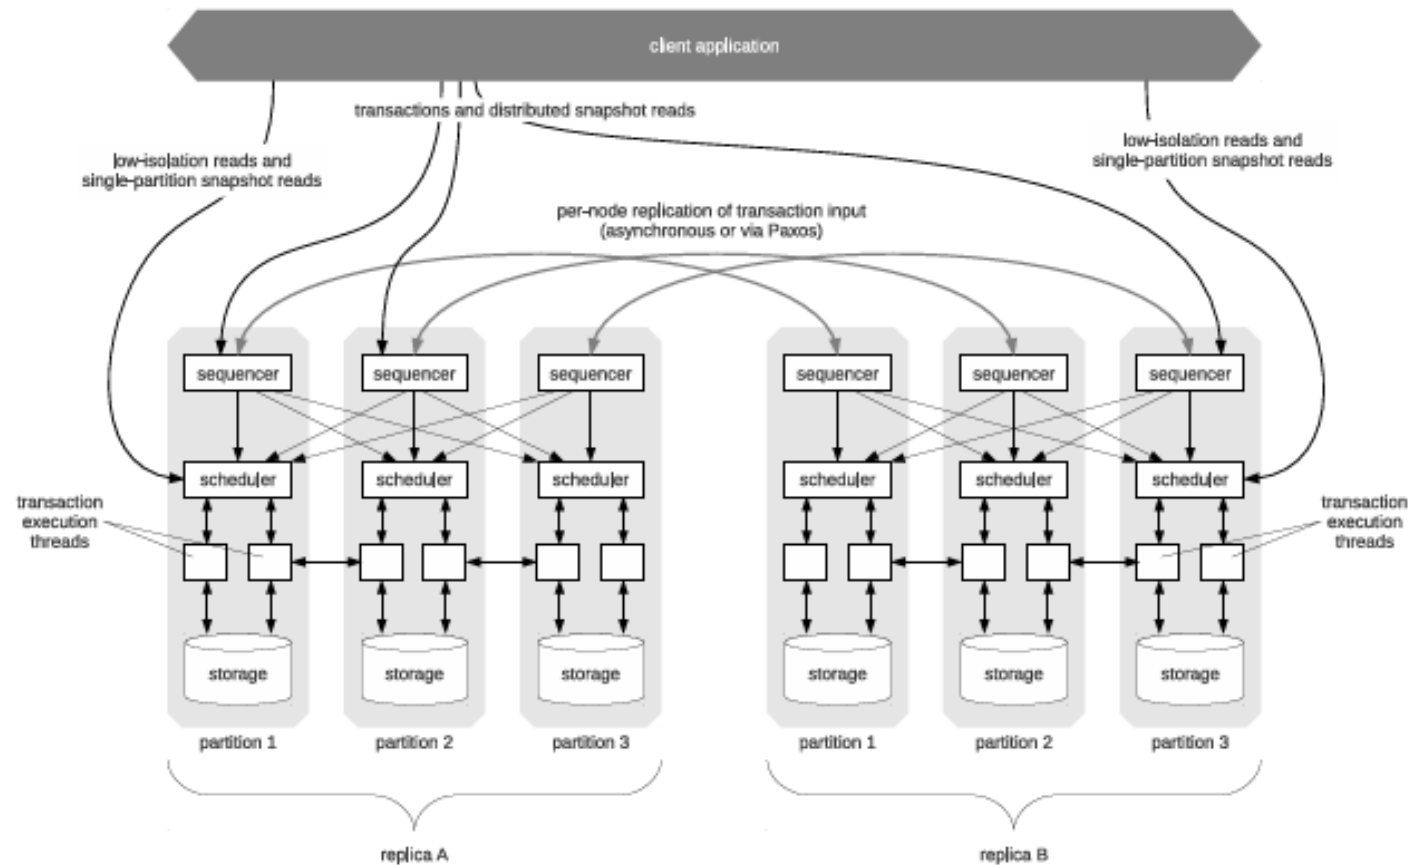 client application
transactions and distributed snapshot reads
low-isolation reads and
single-partition snapshot reads
low-isolation reads and
single-partition snapshot reads
per-node replication of transaction input
(asynchronous or via Paxos)
sequencer
sequencer
sequencer
sequencer
sequencer
sequencer
scheduler
scheduler
scheduler
scheduler
scheduler
scheduler
transaction
execution
threads
transaction
execution
threads
storage
storage
storage
storage
storage
storage
partition 1
partition 2
partition 3
partition 1
partition 2
partition 3
replica A
replica B